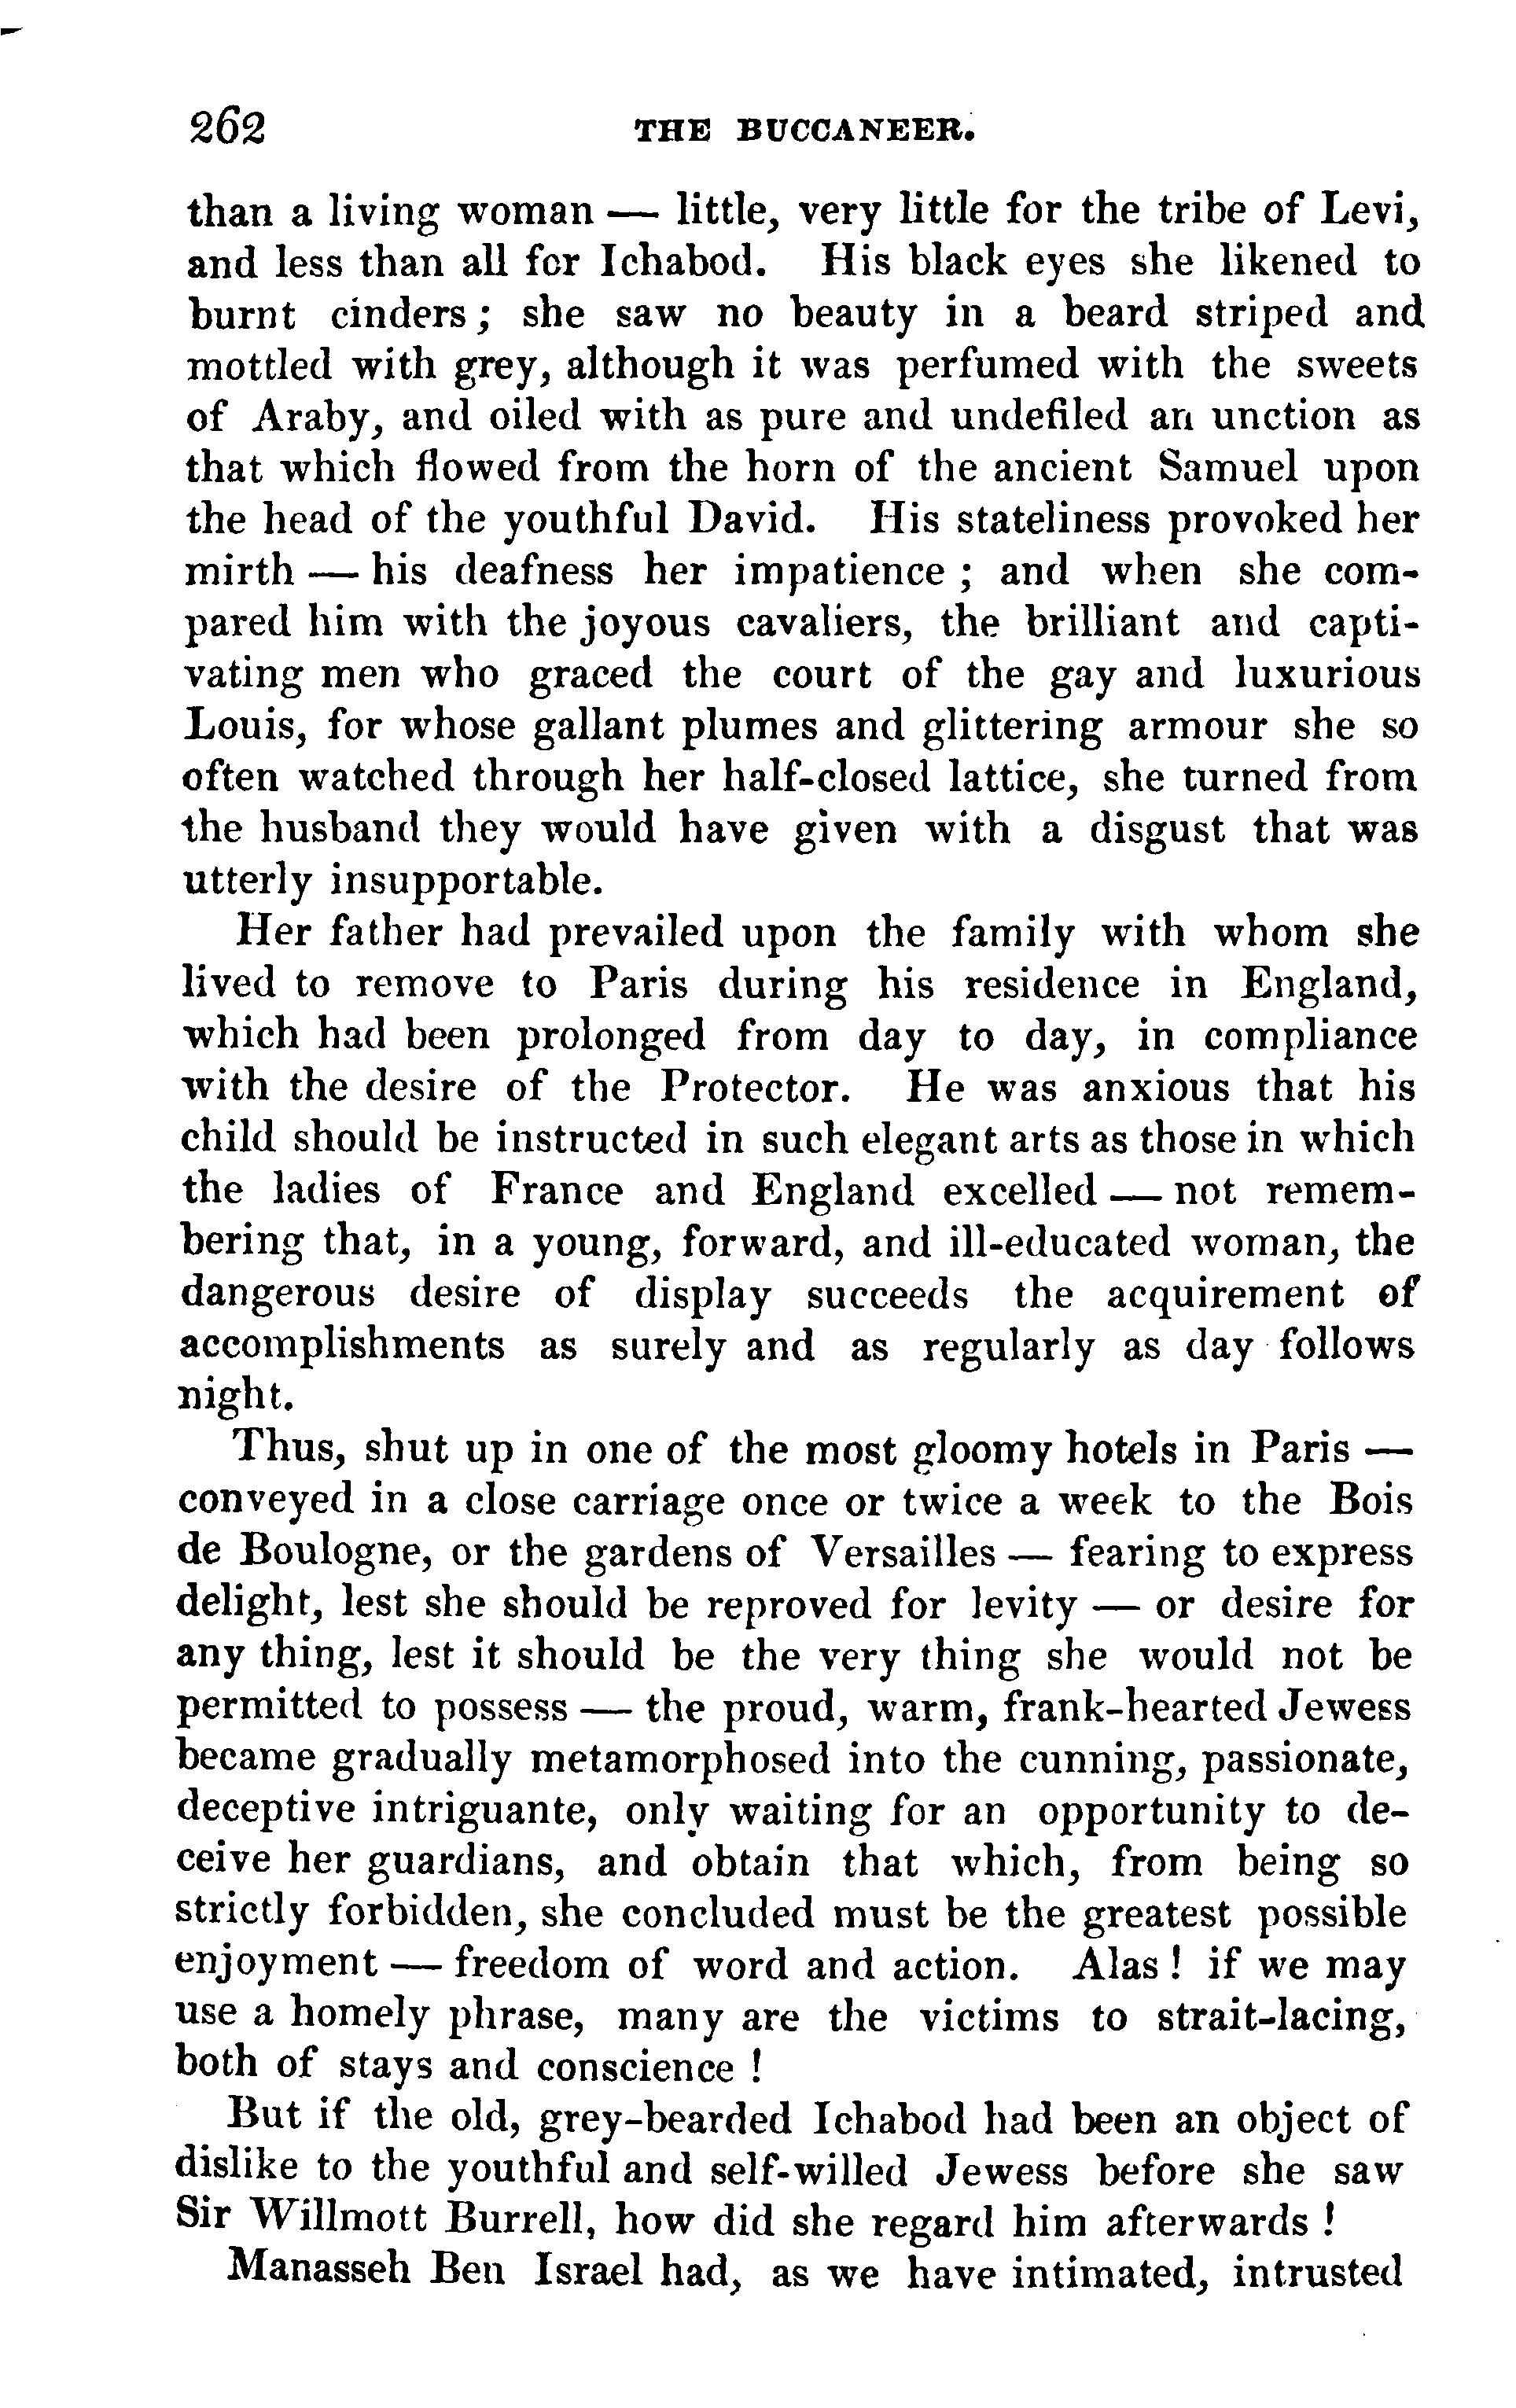 262 THE BUCCANEER.
than a living woman — little, very little for the tribe of Levi,
and less than all for Ichabod. His black eyes she likened to
burnt cinders; she saw no beauty in a beard striped and
mottled with grey, although it was perfumed with the sweets
of Araby, and oiled with as pure and undefiled an unction as
that which flowed from the horn of the ancient Samuel upon
the head of the youthful David. His stateliness provoked her
mirth — his deafness her impatience; and when she com-
pared him with the joyous cavaliers, the brilliant and capti-
vating men who graced the court of the gay and luxurious
Louis, for whose gallant plumes and glittering armour she so
often watched through her half-closed lattice, she turned from
the husband they would have given with a disgust that was
utterly insupportable.
Her father had prevailed upon the family with whom she
lived to remove to Paris during his residence in England,
which had been prolonged from day to day, in compliance
with the desire of the Protector. He was anxious that his
child should be instructed in such elegant arts as those in which
the ladies of France and England excelled — not remem-
bering that, in a young, forward, and ill-educated woman, the
dangerous desire of display succeeds the acquirement of
accomplishments as surely and as regularly as day follows
night.
Thus, shut up in one of the most gloomy hotels in Paris —
conveyed in a close carriage once or twice a week to the Bois
de Boulogne, or the gardens of Versailles — fearing to express
delight, lest she should be reproved for levity — or desire for
any thing, lest it should be the very thing she would not be
permitted to possess — the proud, warm, frank-hearted Jewess
became gradually metamorphosed into the cunning, passionate,
deceptive intriguante, only waiting for an opportunity to de-
ceive her guardians, and obtain that which, from being so
strictly forbidden, she concluded must be the greatest possible
enjoyment — freedom of word and action. Alas! if we may
use a homely phrase, many are the victims to strait-lacing,
both of stays and conscience!
But if the old, grey-bearded Ichabod had been an object of
dislike to the youthful and self-willed Jewess before she saw
Sir Willmott Burrell, how did she regard him afterwards!
Manasseh Ben Israel had, as we have intimated, intrusted